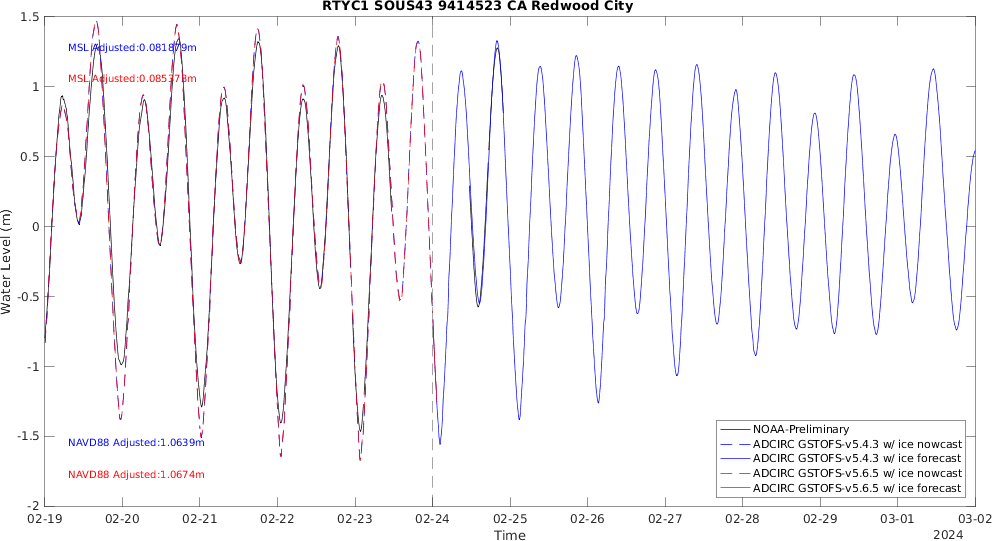 RTYC1 SOUS43 9414523 CA Redwood City
1.5
1
0.5
0
-0.5
-1
-1.5
-2
Water Level (m)
MSL Adjusted:0.081879m
MSL Adjusted:0.085373m
NAVD88 Adjusted:1.0639m
NAVD88 Adjusted:1.0674m
NOAA-Preliminary
ADCIRC GSTOFS-v5.4.3 w/ ice nowcast
ADCIRC GSTOFS-v5.4.3 w/ ice forecast
ADCIRC GSTOFS-v5.6.5 w/ ice nowcast
ADCIRC GSTOFS-v5.6.5 w/ ice forecast
02-19 02-20 02-21 02-22 02-23 02-24 02-25 02-26 02-27 02-28 02-29 03-01 03-02
Time
2024